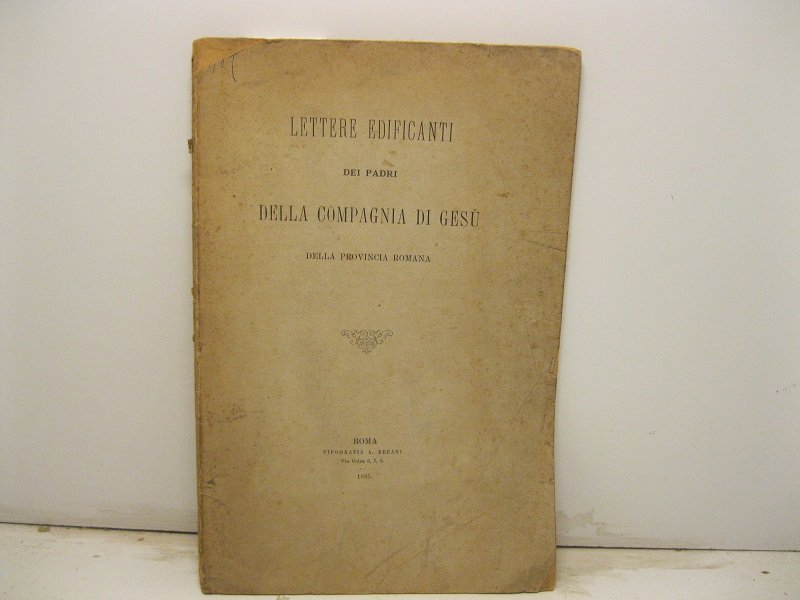 LETTERE EDIFICANTI
DEI PADRI
DELLA COMPAGNIA DI GESÙ
DELLA PROVINCIA ROMANA
ROMA
TIPOGRAFIA A. BEFANI
Via Celsa 6, 7, 8.
1885.